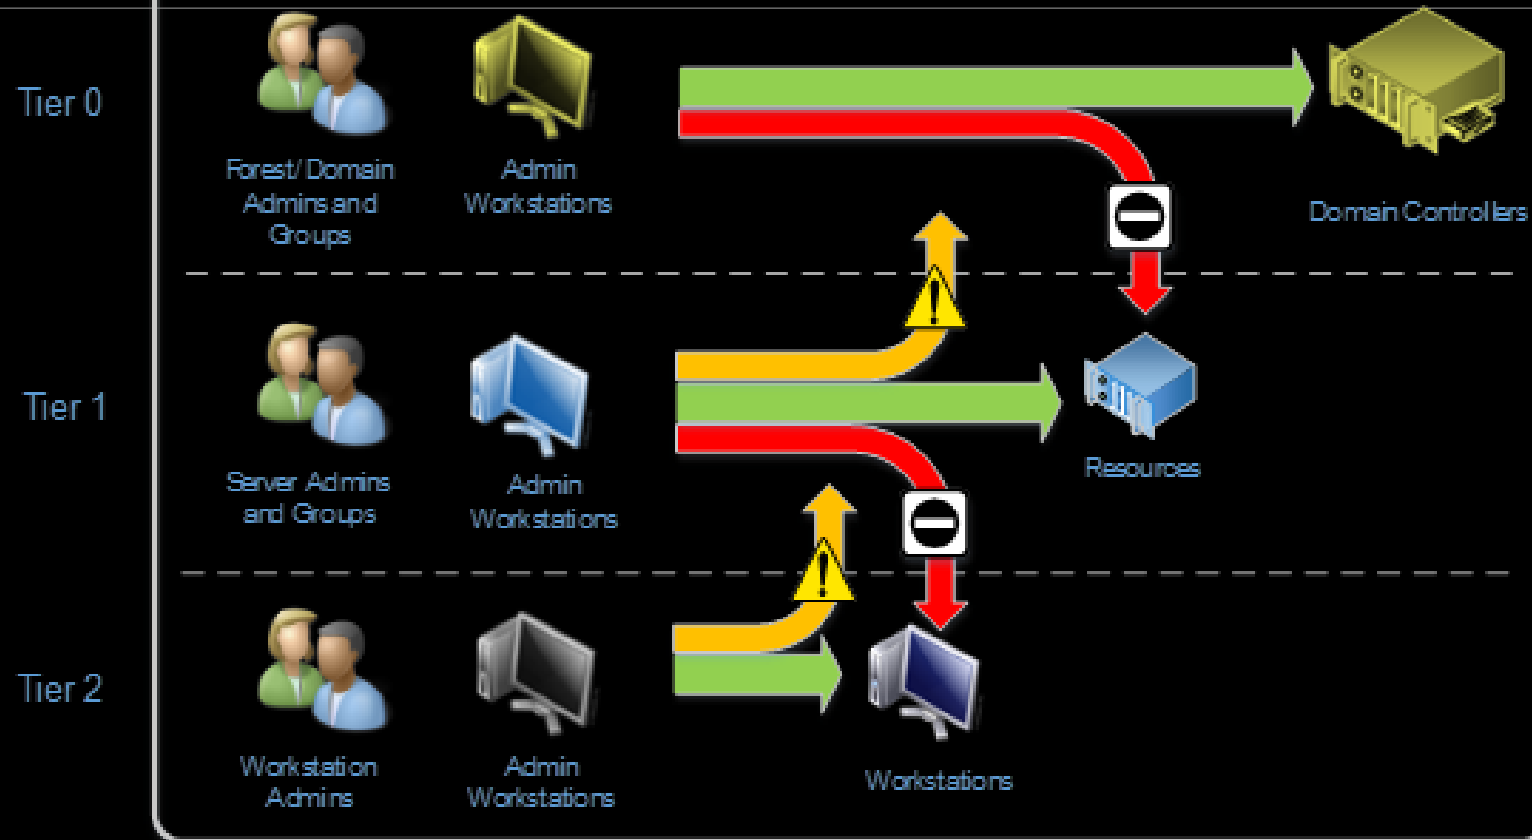 Tier 0
Forest/Domain
Admins and
Groups
Admin
Workstations
Domain Controllers
Tier 1
Server Admins
and Groups
Admin
Workstations
Resources
Tier 2
Workstation
Admins
Admin
Workstations
Workstations